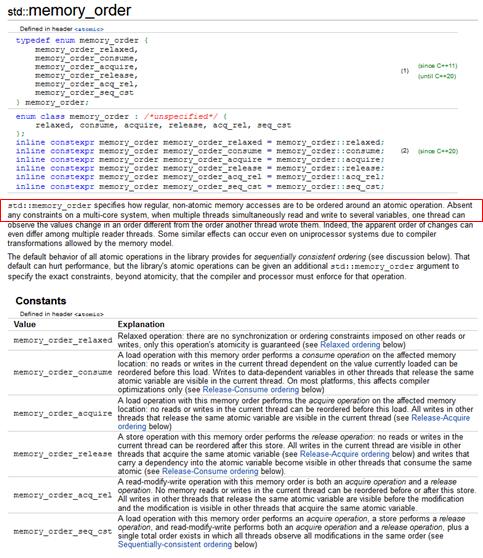 std::memory_order
Defined in header <atomic>
typedef enum memory_order {
memory_order_relaxed,
memory_order_consume,
memory_order_acquire,
memory_order_release,
memory_order_acq_rel,
memory_order_seq_cst
} memory_order;
(1) (since C++11)
(until C++20)
enum class memory_order : /*unspecified*/ {
relaxed, consume, acquire, release, acq_rel, seq_cst
};
inline constexpr memory_order memory_order_relaxed = memory_order::relaxed;
inline constexpr memory_order memory_order_consume = memory_order::consume;
inline constexpr memory_order memory_order_acquire = memory_order::acquire;
inline constexpr memory_order memory_order_release = memory_order::release;
inline constexpr memory_order memory_order_acq_rel = memory_order::acq_rel;
inline constexpr memory_order memory_order_seq_cst = memory_order::seq_cst;
(2) (since C++20)
std::memory_order specifies how regular, non-atomic memory accesses are to be ordered around an atomic operation. Absent
any constraints on a multi-core system, when multiple threads simultaneously read and write to several variables, one thread can
observe the values change in an order different from the order another thread wrote them. Indeed, the apparent order of changes can
even differ among multiple reader threads. Some similar effects can occur even on uniprocessor systems due to compiler
transformations allowed by the memory model.
The default behavior of all atomic operations in the library provides for sequentially consistent ordering (see discussion below). That
default can hurt performance, but the library's atomic operations can be given an additional std::memory_order argument to
specify the exact constraints, beyond atomicity, that the compiler and processor must enforce for that operation.
Constants
Defined in header <atomic>
Value Explanation
memory_order_relaxed Relaxed operation: there are no synchronization or ordering constraints imposed on other reads or
writes, only this operation's atomicity is guaranteed (see Relaxed ordering below)
memory_order_consume A load operation with this memory order performs a consume operation on the affected memory
location: no reads or writes in the current thread dependent on the value currently loaded can be
reordered before this load. Writes to data-dependent variables in other threads that release the same
atomic variable are visible in the current thread. On most platforms, this affects compiler
optimizations only (see Release-Consume ordering below)
memory_order_acquire A load operation with this memory order performs the acquire operation on the affected memory
location: no reads or writes in the current thread can be reordered before this load. All writes in other
threads that release the same atomic variable are visible in the current thread (see Release-Acquire
ordering below)
memory_order_release A store operation with this memory order performs the release operation: no reads or writes in the
current thread can be reordered after this store. All writes in the current thread are visible in other
threads that acquire the same atomic variable (see Release-Acquire ordering below) and writes that
carry a dependency into the atomic variable become visible in other threads that consume the same
atomic (see Release-Consume ordering below).
memory_order_acq_rel A read-modify-write operation with this memory order is both an acquire operation and a release
operation. No memory reads or writes in the current thread can be reordered before or after this store.
All writes in other threads that release the same atomic variable are visible before the modification
and the modification is visible in other threads that acquire the same atomic variable.
memory_order_seq_cst A load operation with this memory order performs an acquire operation, a store performs a release
operation, and read-modify-write performs both an acquire operation and a release operation, plus a
single total order exists in which all threads observe all modifications in the same order (see
Sequentially-consistent ordering below)